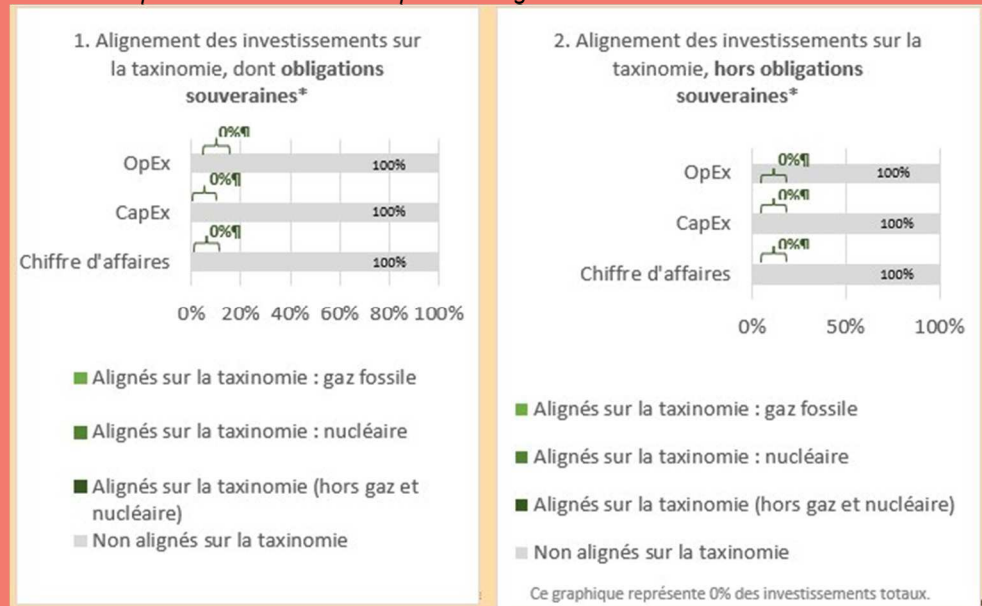 1. Alignement des investissements sur
la taxinomie, dont obligations
souveraines*
0%¶
OpEx
100%
0%¶
CapEx
100%
0%¶
Chiffre d'affaires
100%
0% 20% 40% 60% 80% 100%
Alignés sur la taxinomie : gaz fossile
Alignés sur la taxinomie : nucléaire
Alignés sur la taxinomie (hors gaz et
nucléaire)
Non alignés sur la taxinomie
2. Alignement des investissements sur la
taxinomie, hors obligations
souveraines*
0%¶
OpEx
100%
0%¶
CapEx
100%
0%¶
Chiffre d'affaires
100%
0% 50% 100%
Alignés sur la taxinomie : gaz fossile
Alignés sur la taxinomie : nucléaire
Alignés sur la taxinomie (hors gaz et nucléaire)
Non alignés sur la taxinomie
Ce graphique représente 0% des investissements totaux.